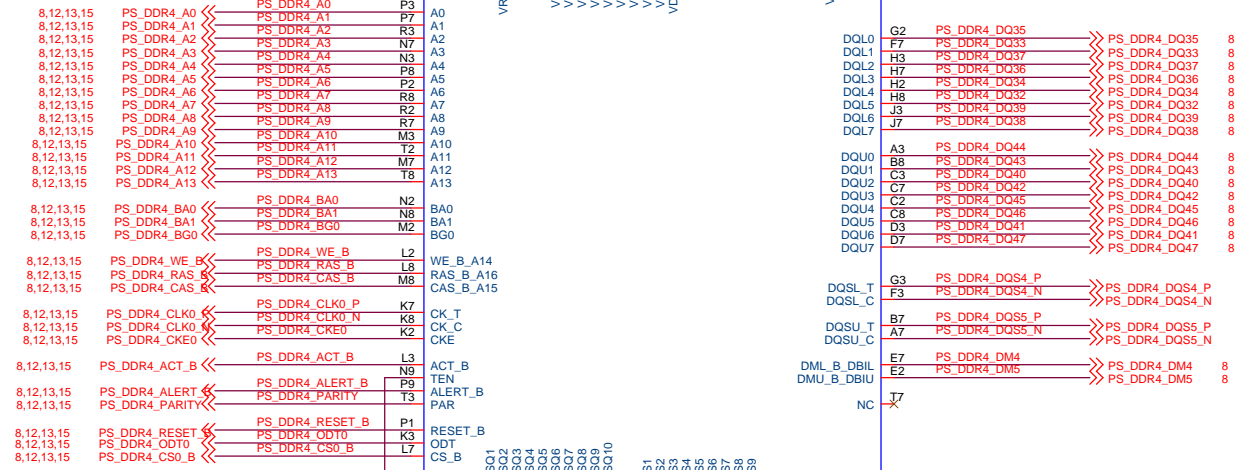 8,12,13,15 PS_DDR4_A0 PS_DDR4_A0 P3 A0
8,12,13,15 PS_DDR4_A1 PS_DDR4_A1 P7 A1
8,12,13,15 PS_DDR4_A2 PS_DDR4_A2 R3 A2
8,12,13,15 PS_DDR4_A3 PS_DDR4_A3 N7 A3
8,12,13,15 PS_DDR4_A4 PS_DDR4_A4 N3 A4
8,12,13,15 PS_DDR4_A5 PS_DDR4_A5 P8 A5
8,12,13,15 PS_DDR4_A6 PS_DDR4_A6 P2 A6
8,12,13,15 PS_DDR4_A7 PS_DDR4_A7 R8 A7
8,12,13,15 PS_DDR4_A8 PS_DDR4_A8 R2 A8
8,12,13,15 PS_DDR4_A9 PS_DDR4_A9 R7 A9
8,12,13,15 PS_DDR4_A10 PS_DDR4_A10 M3 A10
8,12,13,15 PS_DDR4_A11 PS_DDR4_A11 T2 A11
8,12,13,15 PS_DDR4_A12 PS_DDR4_A12 M7 A12
8,12,13,15 PS_DDR4_A13 PS_DDR4_A13 T8 A13
8,12,13,15 PS_DDR4_BA0 PS_DDR4_BA0 N2 BA0
8,12,13,15 PS_DDR4_BA1 PS_DDR4_BA1 N8 BA1
8,12,13,15 PS_DDR4_BG0 PS_DDR4_BG0 M2 BG0
8,12,13,15 PS_DDR4_WE_B PS_DDR4_WE_B L2 WE_B_A14
8,12,13,15 PS_DDR4_RAS_B PS_DDR4_RAS_B L8 RAS_B_A16
8,12,13,15 PS_DDR4_CAS_B PS_DDR4_CAS_B M8 CAS_B_A15
8,12,13,15 PS_DDR4_CLK0_P PS_DDR4_CLK0_P K7 CK_T
8,12,13,15 PS_DDR4_CLK0_N PS_DDR4_CLK0_N K8 CK_C
8,12,13,15 PS_DDR4_CKE0 PS_DDR4_CKE0 K2 CKE
8,12,13,15 PS_DDR4_ACT_B PS_DDR4_ACT_B L3 ACT_B
N9 TEN
8,12,13,15 PS_DDR4_ALERT_B PS_DDR4_ALERT_B P9 ALERT_B
8,12,13,15 PS_DDR4_PARITY PS_DDR4_PARITY T3 PAR
8,12,13,15 PS_DDR4_RESET_B PS_DDR4_RESET_B P1 RESET_B
8,12,13,15 PS_DDR4_ODT0 PS_DDR4_ODT0 K3 ODT
8,12,13,15 PS_DDR4_CS0_B PS_DDR4_CS0_B L7 CS_B
DQL0 G2 PS_DDR4_DQ35 PS_DDR4_DQ35 8
DQL1 F7 PS_DDR4_DQ33 PS_DDR4_DQ33 8
DQL2 H3 PS_DDR4_DQ37 PS_DDR4_DQ37 8
DQL3 H7 PS_DDR4_DQ36 PS_DDR4_DQ36 8
DQL4 H2 PS_DDR4_DQ34 PS_DDR4_DQ34 8
DQL5 H8 PS_DDR4_DQ32 PS_DDR4_DQ32 8
DQL6 J3 PS_DDR4_DQ39 PS_DDR4_DQ39 8
DQL7 J7 PS_DDR4_DQ38 PS_DDR4_DQ38 8
DQU0 A3 PS_DDR4_DQ44 PS_DDR4_DQ44 8
DQU1 B8 PS_DDR4_DQ43 PS_DDR4_DQ43 8
DQU2 C3 PS_DDR4_DQ40 PS_DDR4_DQ40 8
DQU3 C7 PS_DDR4_DQ42 PS_DDR4_DQ42 8
DQU4 C2 PS_DDR4_DQ45 PS_DDR4_DQ45 8
DQU5 C8 PS_DDR4_DQ46 PS_DDR4_DQ46 8
DQU6 D3 PS_DDR4_DQ41 PS_DDR4_DQ41 8
DQU7 D7 PS_DDR4_DQ47 PS_DDR4_DQ47 8
DQSL_T G3 PS_DDR4_DQS4_P PS_DDR4_DQS4_P
DQSL_C F3 PS_DDR4_DQS4_N PS_DDR4_DQS4_N
DQSU_T B7 PS_DDR4_DQS5_P PS_DDR4_DQS5_P
DQSU_C A7 PS_DDR4_DQS5_N PS_DDR4_DQS5_N
DML_B_DBIL E7 PS_DDR4_DM4 PS_DDR4_DM4 8
DMU_B_DBIU E2 PS_DDR4_DM5 PS_DDR4_DM5 8
NC T7